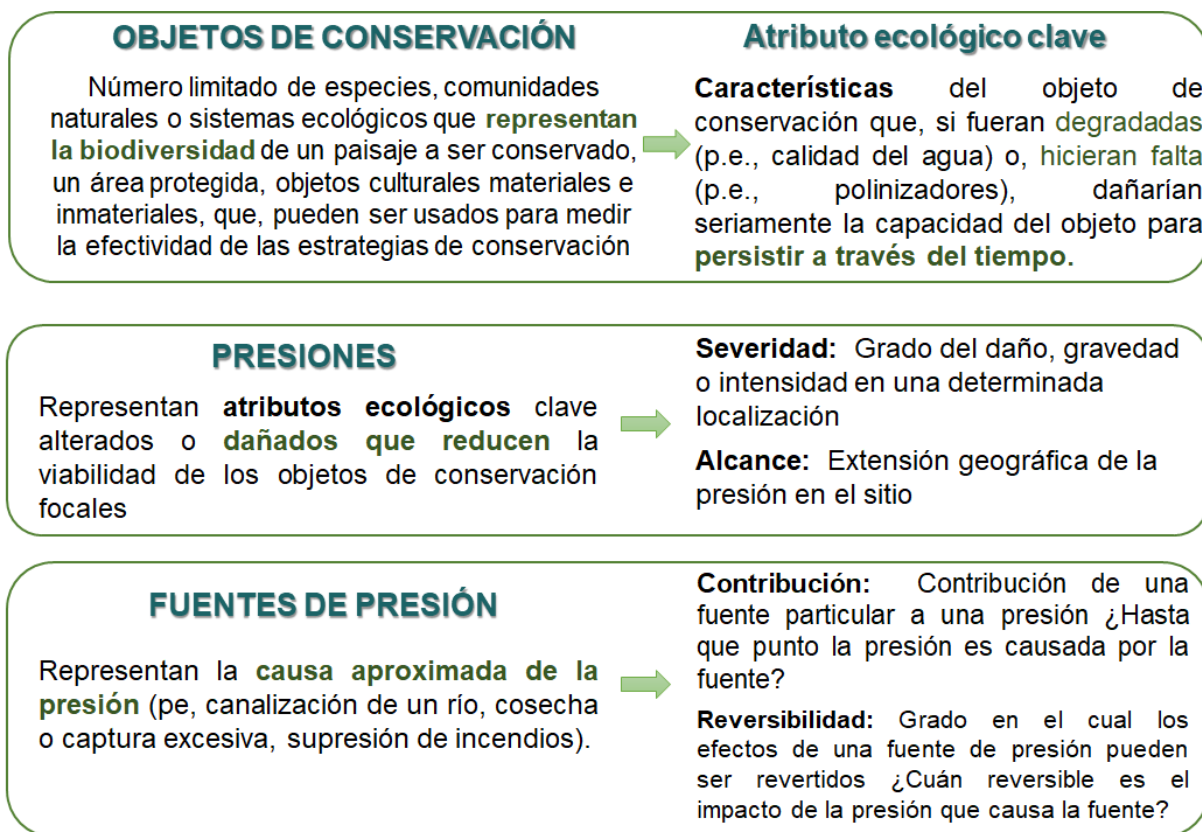 OBJETOS DE CONSERVACIÓN
Número limitado de especies, comunidades
naturales o sistemas ecológicos que representan
la biodiversidad de un paisaje a ser conservado,
un área protegida, objetos culturales materiales e
inmateriales, que, pueden ser usados para medir
la efectividad de las estrategias de conservación
Atributo ecológico clave
Características del objeto de
conservación que, si fueran degradadas
(p.e., calidad del agua) o, hicieran falta
(p.e., polinizadores), dañarían
seriamente la capacidad del objeto para
persistir a través del tiempo.
PRESIONES
Representan atributos ecológicos clave
alterados o dañados que reducen la
viabilidad de los objetos de conservación
focales
Severidad: Grado del daño, gravedad
o intensidad en una determinada
localización
Alcance: Extensión geográfica de la
presión en el sitio
FUENTES DE PRESIÓN
Representan la causa aproximada de la
presión (pe, canalización de un río, cosecha
o captura excesiva, supresión de incendios).
Contribución: Contribución de una
fuente particular a una presión ¿Hasta
que punto la presión es causada por la
fuente?
Reversibilidad: Grado en el cual los
efectos de una fuente de presión pueden
ser revertidos ¿Cuán reversible es el
impacto de la presión que causa la fuente?